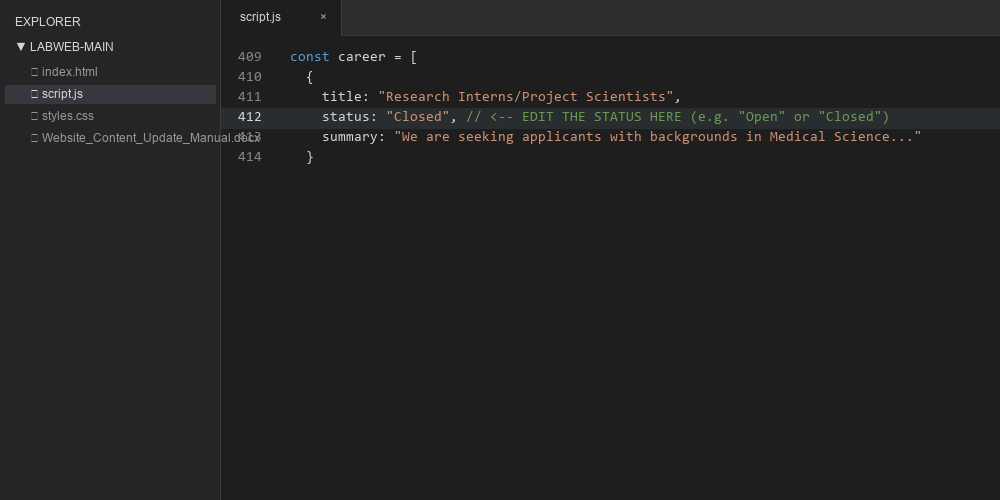 EXPLORER
▼ LABWEB-MAIN
index.html
script.js
styles.css
Website_Content_Update_Manual.docx
script.js ×
409 const career = [
410 {
411 title: "Research Interns/Project Scientists",
412 status: "Closed", // <-- EDIT THE STATUS HERE (e.g. "Open" or "Closed")
413 summary: "We are seeking applicants with backgrounds in Medical Science..."
414 }